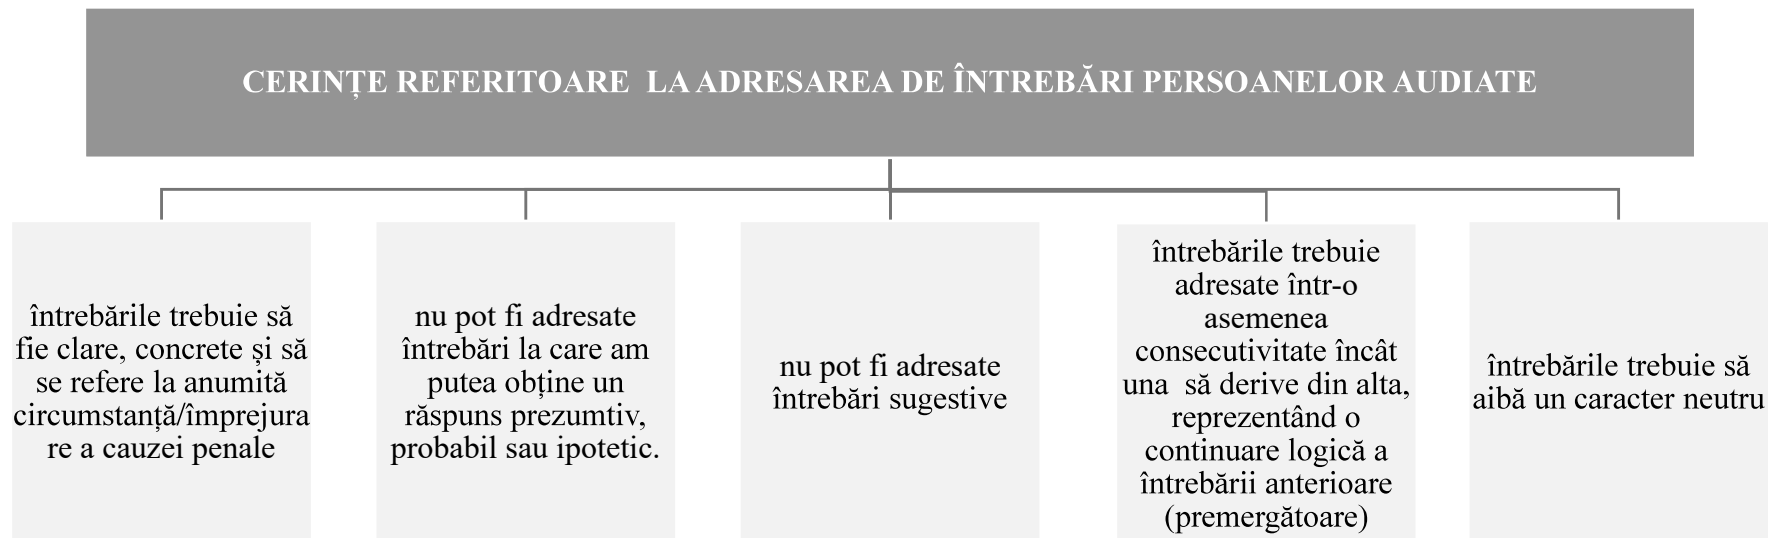 CERINȚE REFERITOARE LA ADRESAREA DE ÎNTREBĂRI PERSOANELOR AUDIATE
întrebările trebuie să
fie clare, concrete și să
se refere la anumită
circumstanță/împrejura
re a cauzei penale
nu pot fi adresate
întrebări la care am
putea obține un
răspuns prezumtiv,
probabil sau ipotetic.
nu pot fi adresate
întrebări sugestive
întrebările trebuie
adresate într-o
asemenea
consecutivitate încât
una să derive din alta,
reprezentând o
continuare logică a
întrebării anterioare
(premergătoare)
întrebările trebuie să
aibă un caracter neutru